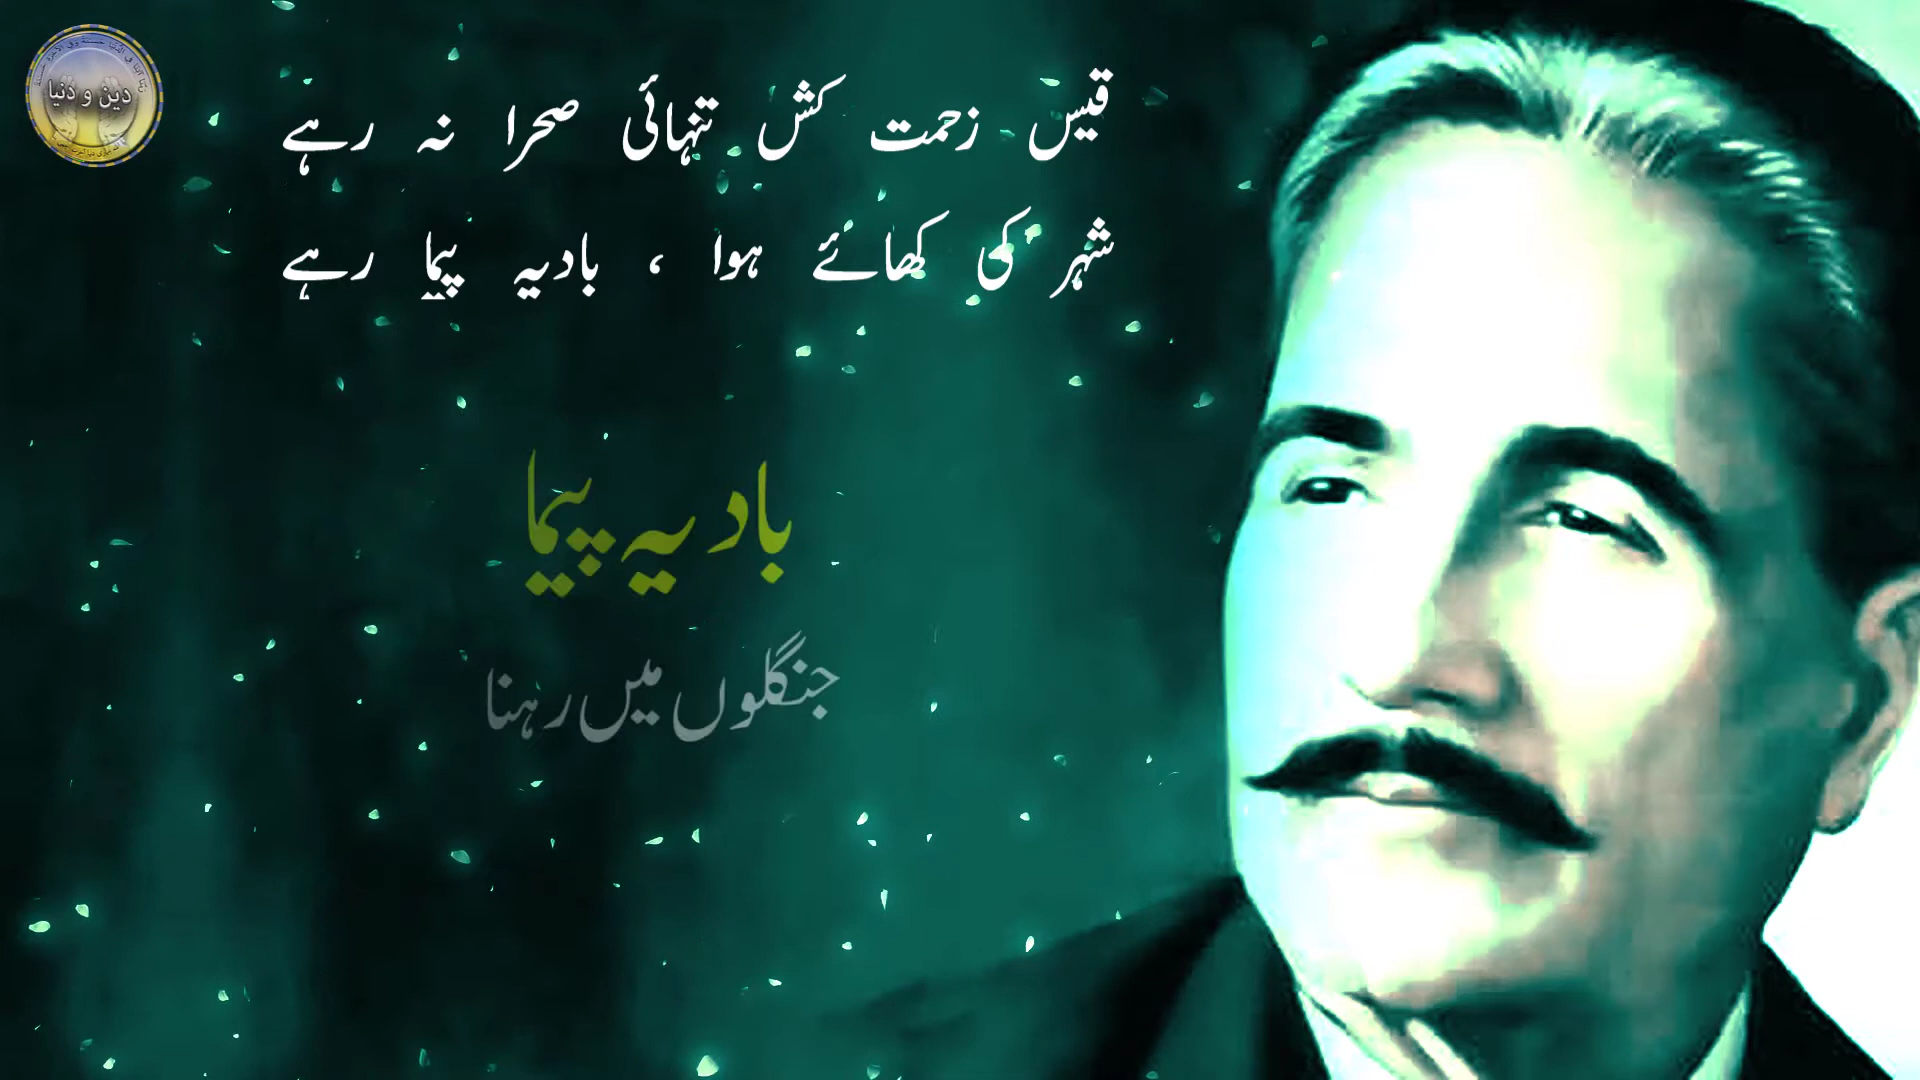 قیس زحمت کش تنہائی صحرا نہ رہے
شہر کی کھائے ہوا ، بادیہ پیما رہے
بادیہ پیما
جنگلوں میں رہنا
دین و دنیا